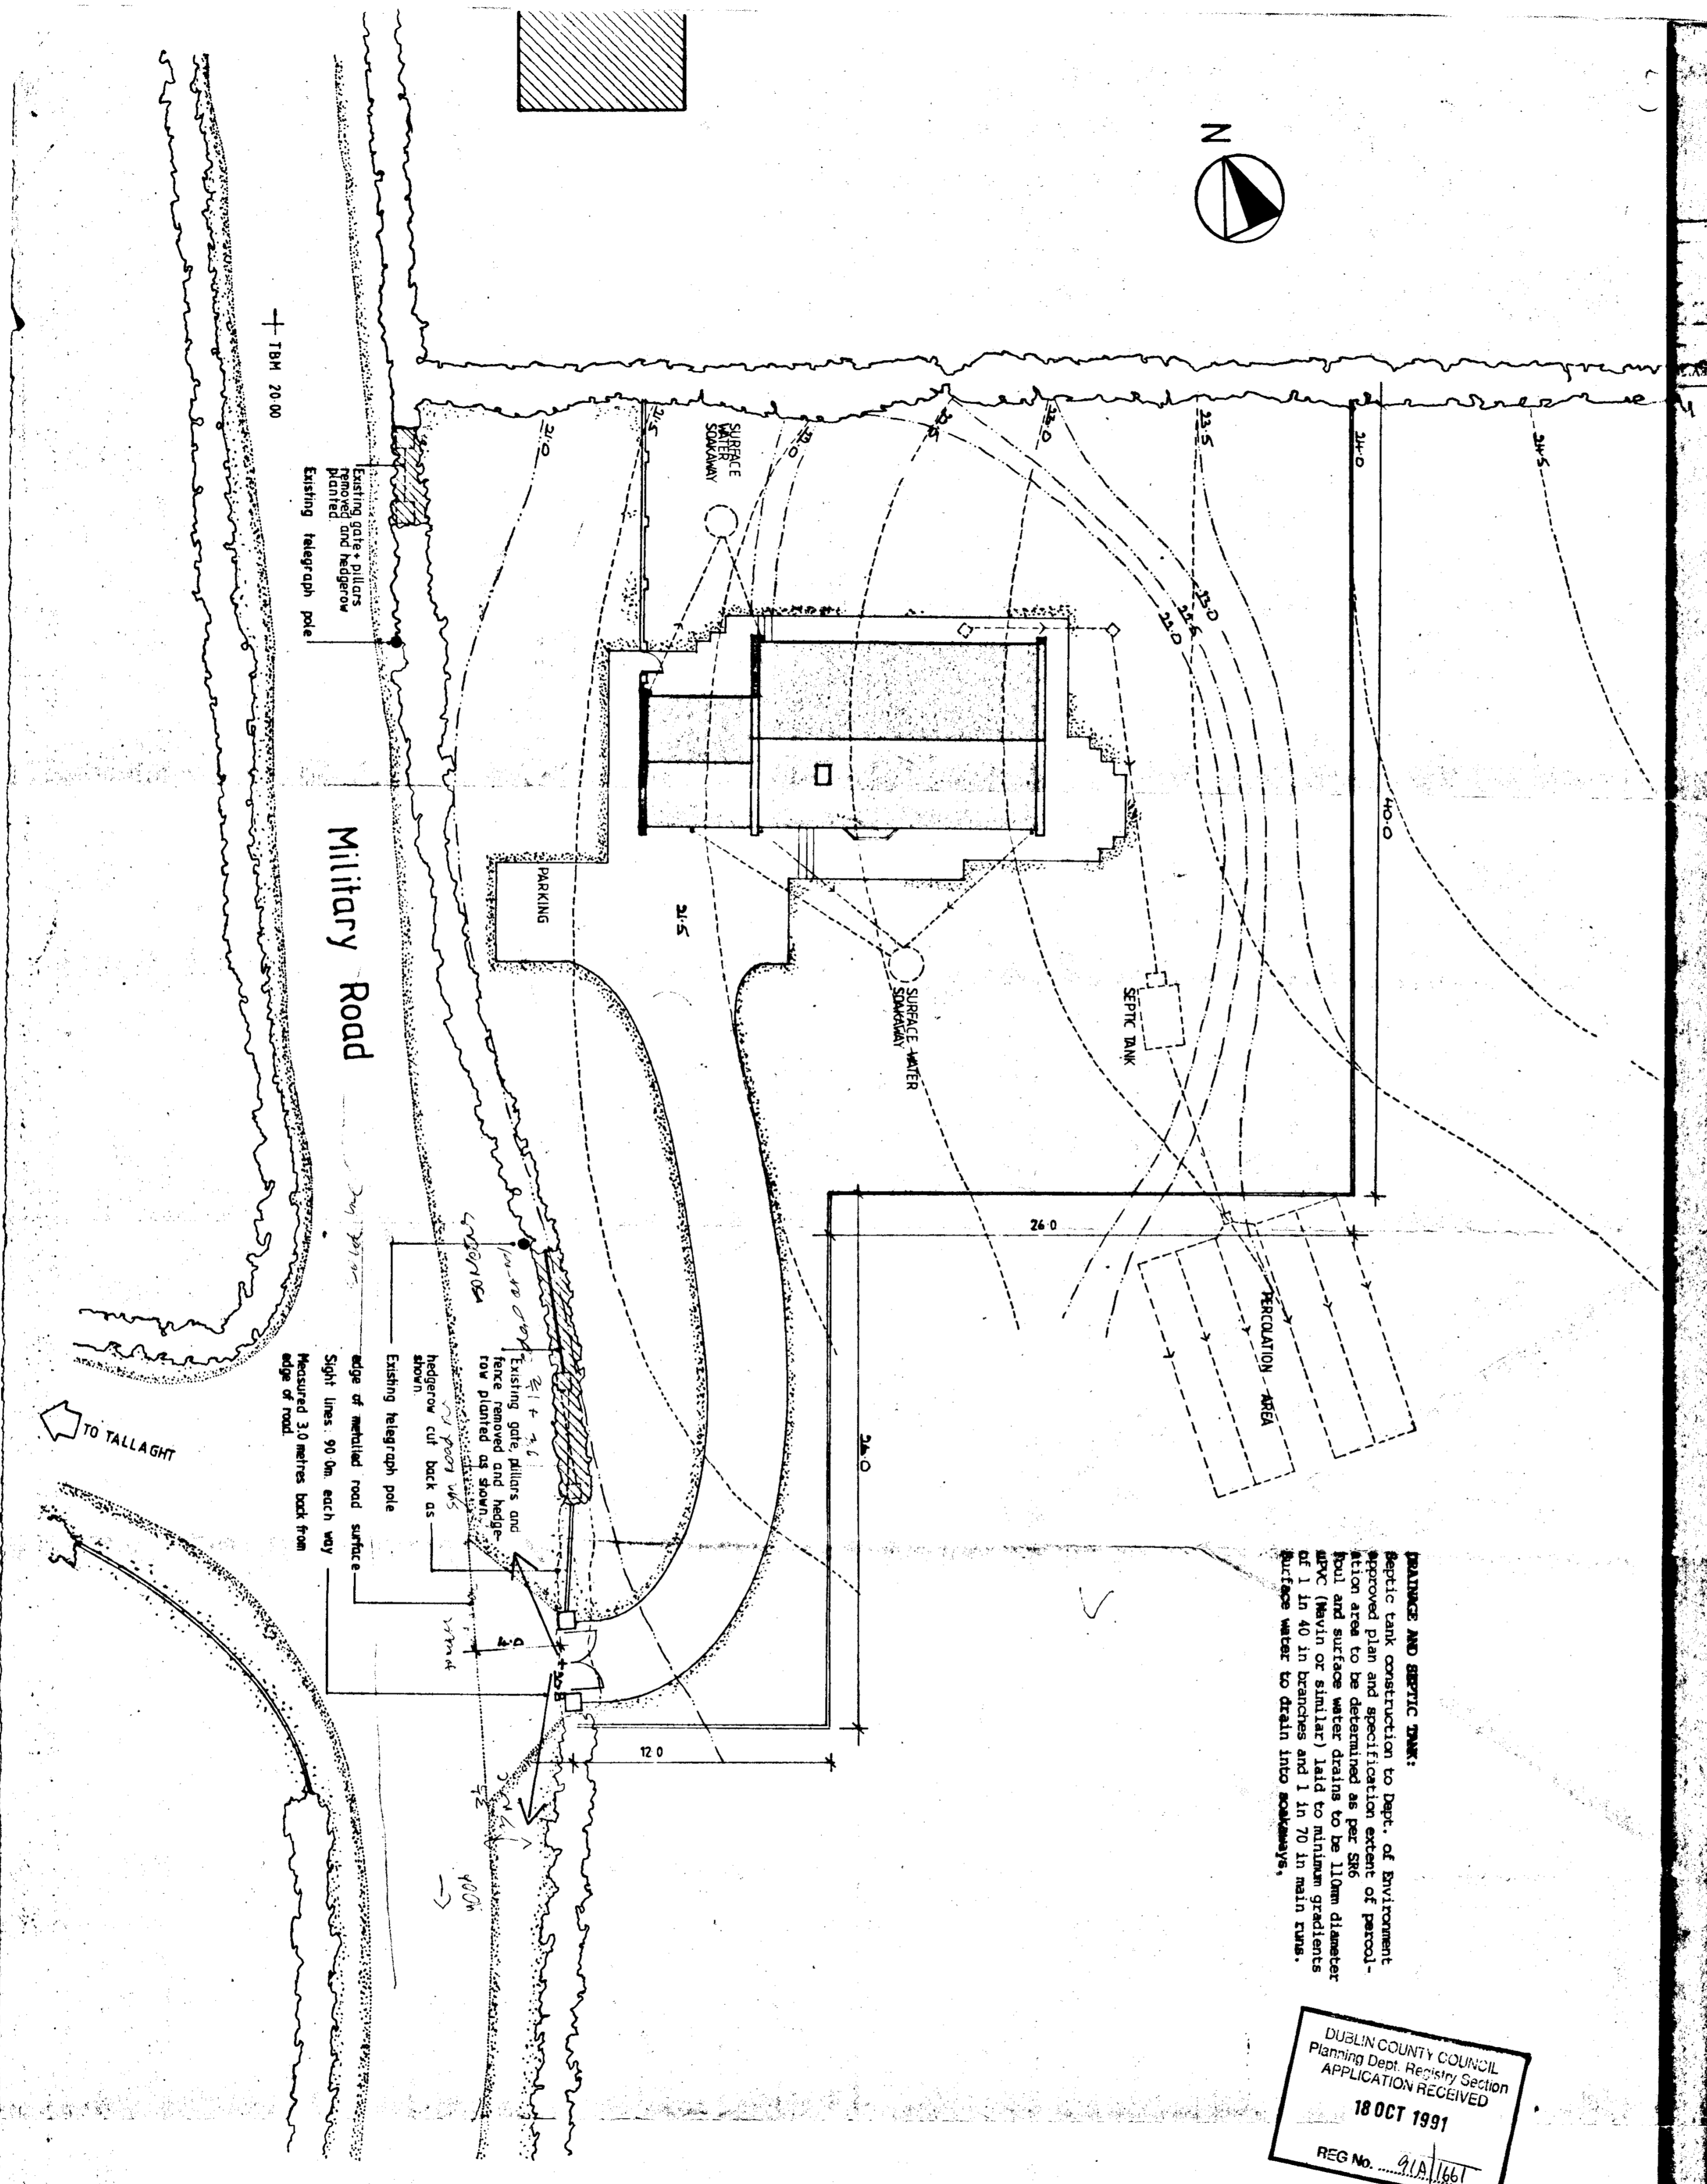 N
TBM 20·00
Existing gate + pillars
removed and hedgerow
planted
Existing telegraph pole
21·0
21·5
SURFACE
WATER
SOAKAWAY
23·0
23·5
24·0
24·5
23·0
22·0
40·0
PARKING
21·5
Military Road
SURFACE WATER
SOAKAWAY
SEPTIC TANK
26·0
PERCOLATION AREA
26·0
12 0
4·0
Existing gate, pillars and
fence removed and hedge-
row planted as shown.
hedgerow cut back as
shown.
Existing telegraph pole
edge of metalled road surface
Sight lines 90·0m. each way
Measured 3.0 metres back from
edge of road.
TO TALLAGHT
DRAINAGE AND SEPTIC TANK:
Septic tank construction to Dept. of Environment
approved plan and specification extent of percol-
ation area to be determined as per SR6
Foul and surface water drains to be 110mm diameter
uPVC (Wavin or similar) laid to minimum gradients
of 1 in 40 in branches and 1 in 70 in main runs.
Surface water to drain into soakaways.
DUBLIN COUNTY COUNCIL
Planning Dept. Registry Section
APPLICATION RECEIVED
18 OCT 1991
REG No. 91A/1661